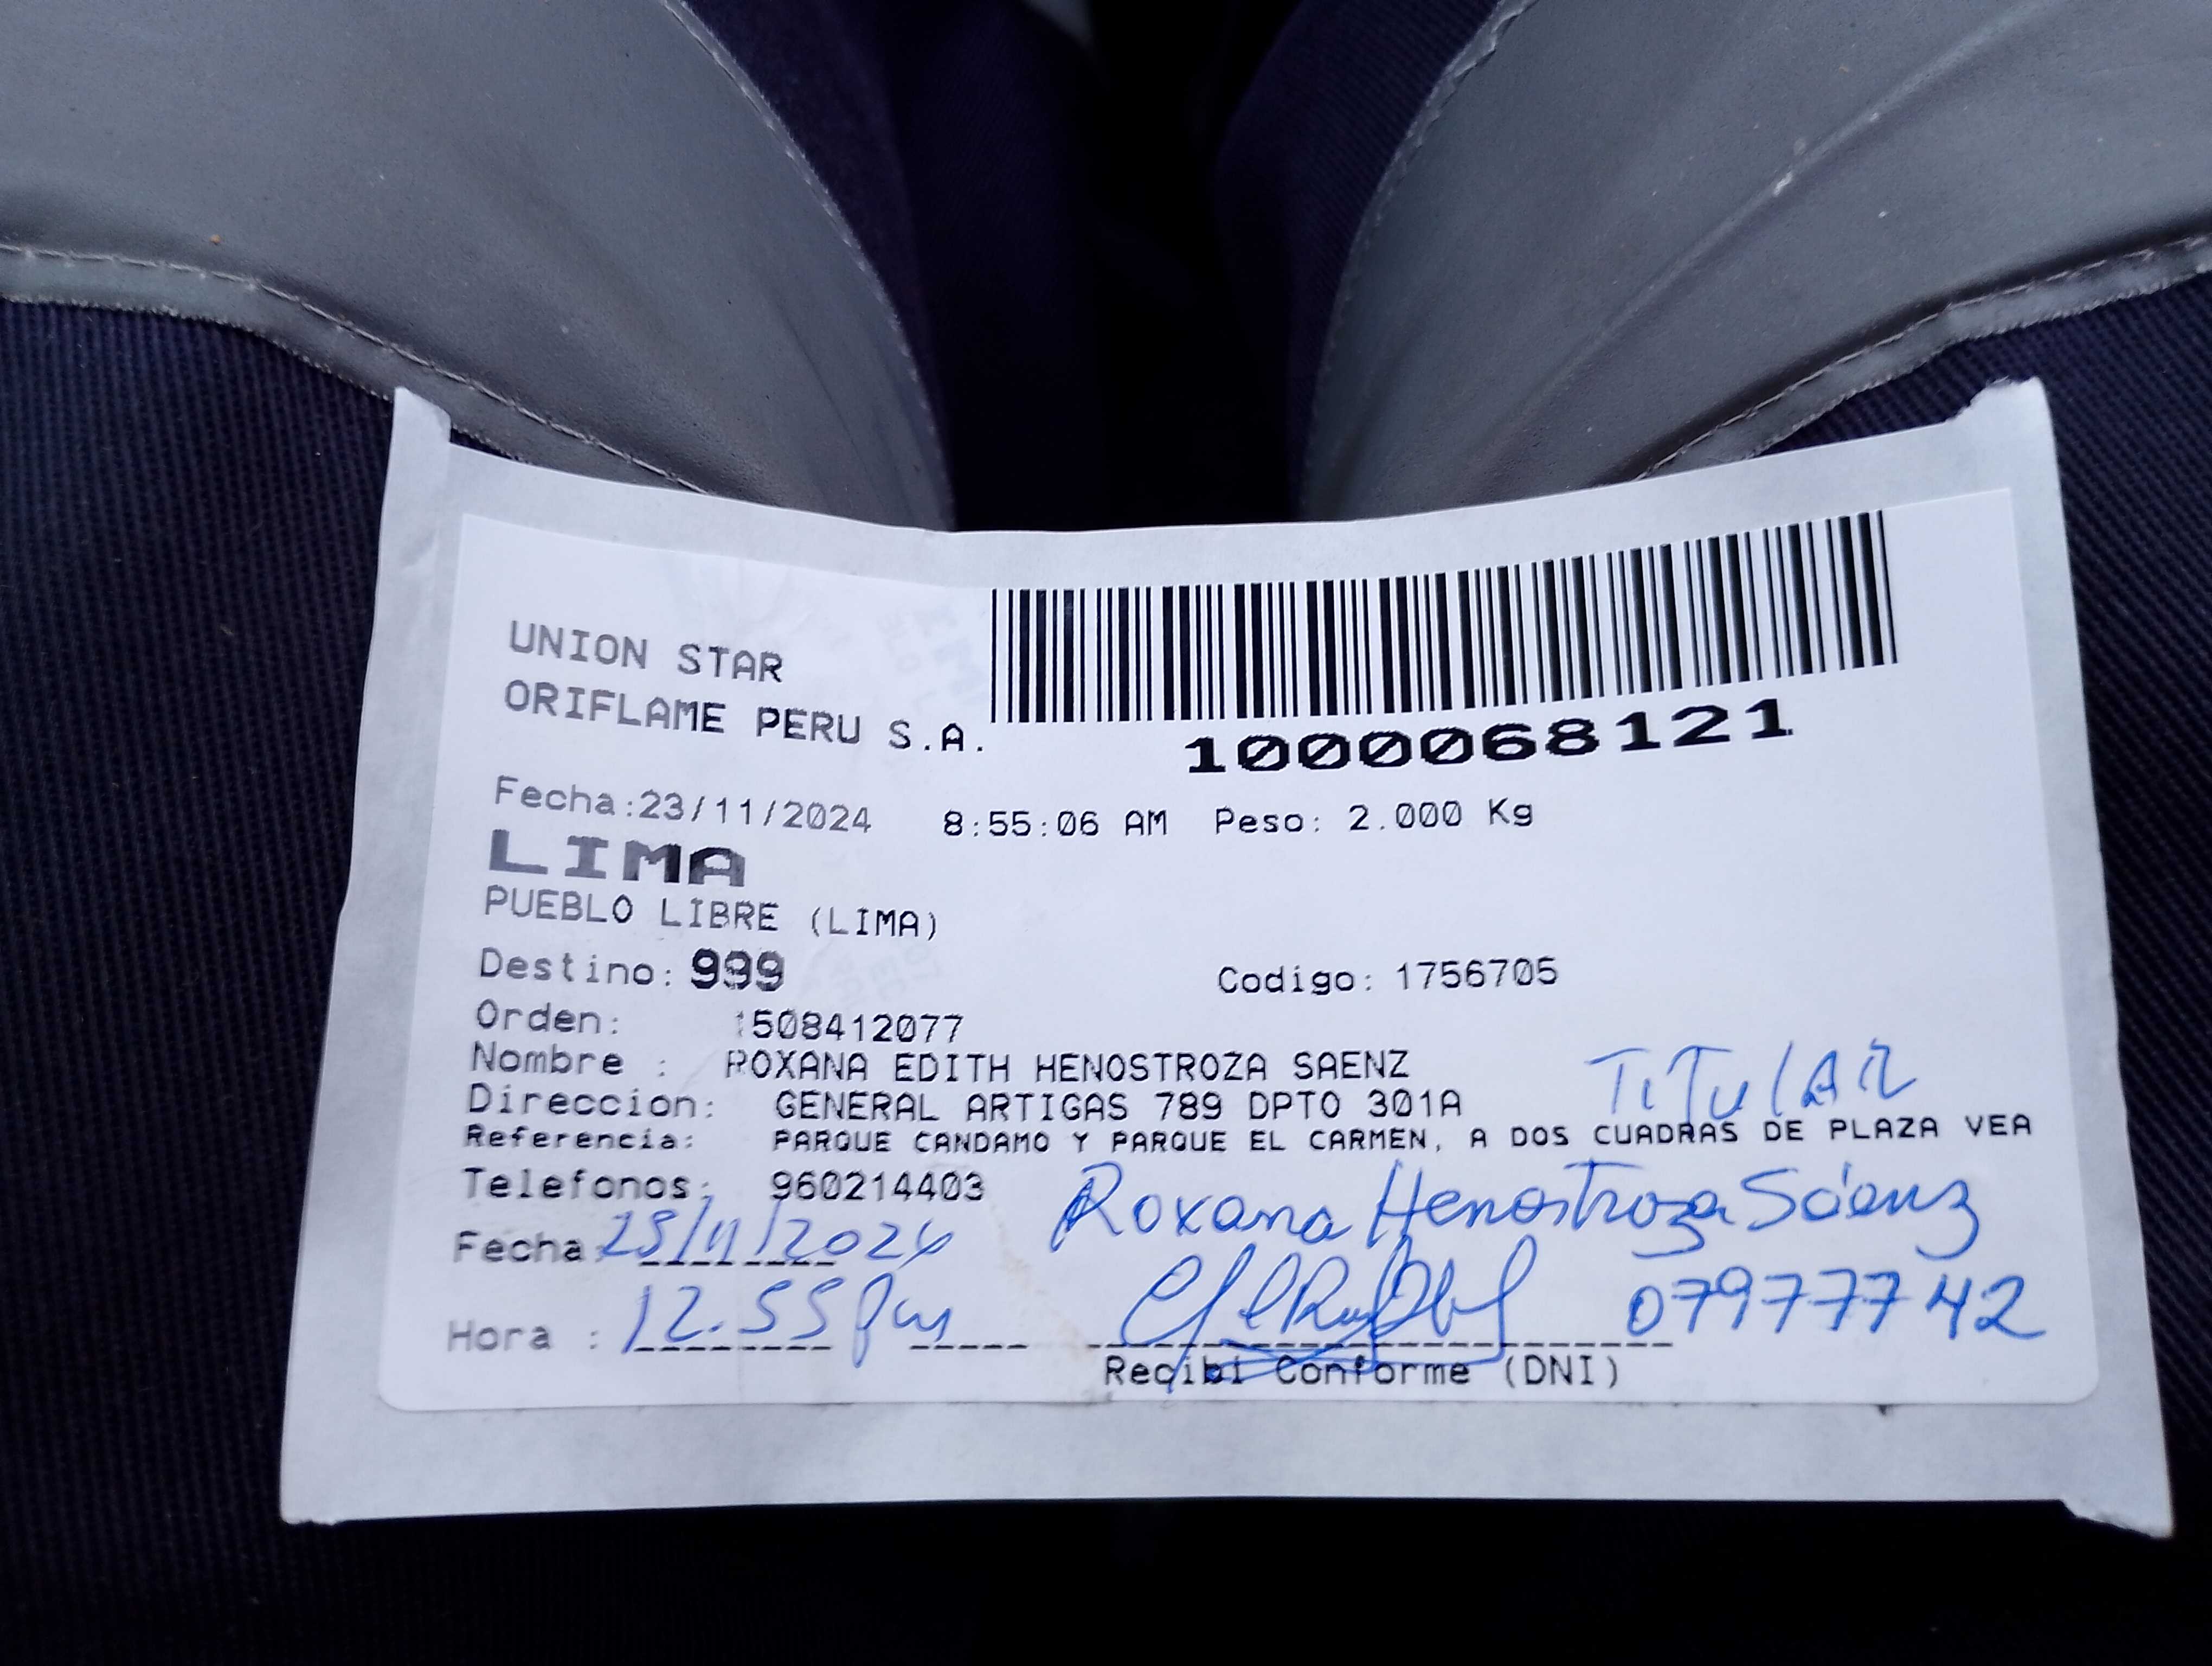 UNION STAR
ORIFLAME PERU S.A.
1000068121
Fecha:23/11/2024 8:55:06 AM Peso: 2.000 Kg
LIMA
PUEBLO LIBRE (LIMA)
Destino: 999 Codigo: 1756705
Orden: 1508412077
Nombre : ROXANA EDITH HENOSTROZA SAENZ TITULAR
Direccion: GENERAL ARTIGAS 789 DPTO 301A
Referencia: PARQUE CANDAMO Y PARQUE EL CARMEN, A DOS CUADRAS DE PLAZA VEA
Telefonos: 960214403
Roxana Henostroza Sáenz
Fecha: 25/11/2024
Hora : 12.55 pm 07977742
Recibi Conforme (DNI)